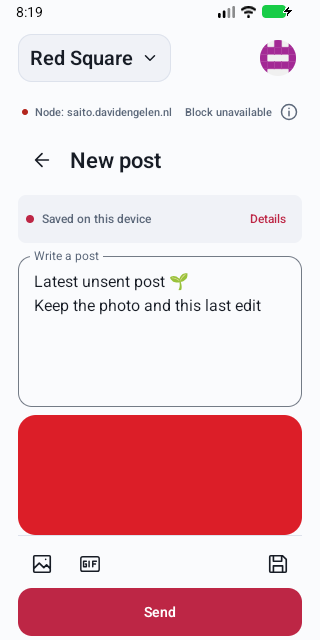 8:19
Red Square
Node: saito.davidengelen.nl Block unavailable
New post
Saved on this device Details
Write a post
Latest unsent post 🌱
Keep the photo and this last edit
GIF
Send